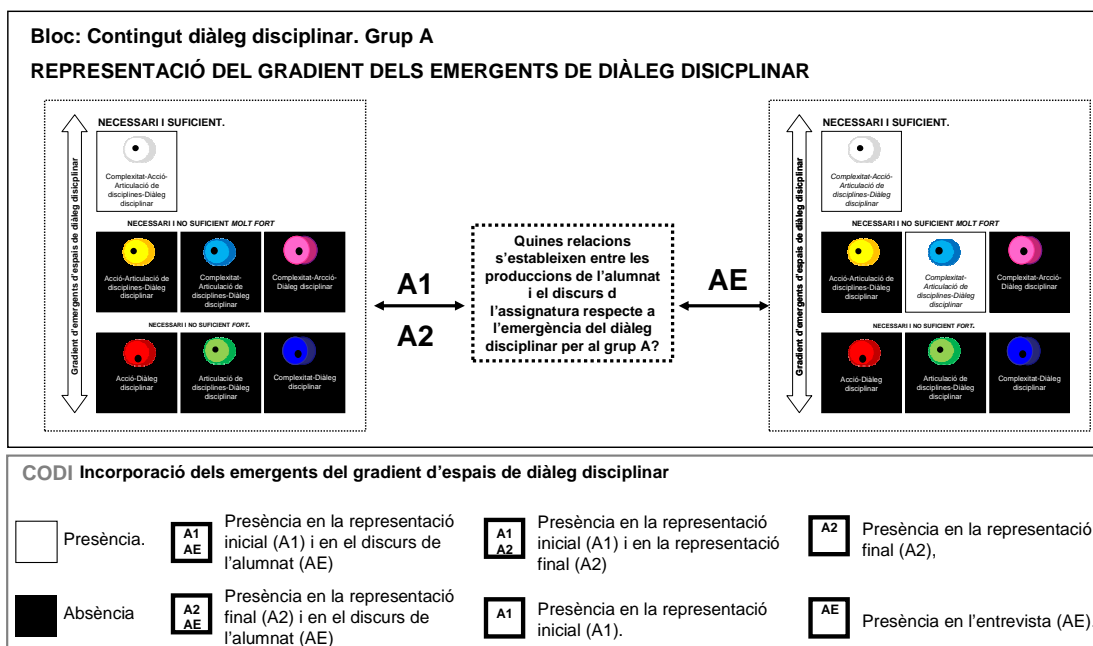 Bloc: Contingut diàleg disciplinar. Grup A
REPRESENTACIÓ DEL GRADIENT DELS EMERGENTS DE DIÀLEG DISICPLINAR
Gradient d'emergents d'espais de diàleg disicplinar
NECESSARI I SUFICIENT.
Complexitat-Acció-
Articulació de
disciplines-Diàleg
disciplinar
NECESSARI I NO SUFICIENT MOLT FORT
Acció-Articulació de
disciplines-Diàleg
disciplinar
Complexitat-
Articulació de
disciplines-Diàleg
disciplinar
Complexitat-Arcció-
Diàleg disciplinar
NECESSARI I NO SUFICIENT FORT.
Acció-Diàleg
disciplinar
Articulació de
disciplines-Diàleg
disciplinar
Complexitat-Diàleg
disciplinar
A1
A2
Quines relacions
s'estableixen entre les
produccions de l'alumnat
i el discurs d
l'assignatura respecte a
l'emergència del diàleg
disciplinar per al grup A?
AE
Gradient d'emergents d'espais de diàleg disicplinar
NECESSARI I SUFICIENT.
Complexitat-Acció-
Articulació de
disciplines-Diàleg
disciplinar
NECESSARI I NO SUFICIENT MOLT FORT
Acció-Articulació de
disciplines-Diàleg
disciplinar
Complexitat-
Articulació de
disciplines-Diàleg
disciplinar
Complexitat-Arcció-
Diàleg disciplinar
NECESSARI I NO SUFICIENT FORT.
Acció-Diàleg
disciplinar
Articulació de
disciplines-Diàleg
disciplinar
Complexitat-Diàleg
disciplinar
CODI Incorporació dels emergents del gradient d'espais de diàleg disciplinar
Presència.
A1
AE
Presència en la representació
inicial (A1) i en el discurs de
l'alumnat (AE)
A1
A2
Presència en la representació
inicial (A1) i en la representació
final (A2)
A2
Presència en la representació
final (A2),
Absència
A2
AE
Presència en la representació
final (A2) i en el discurs de
l'alumnat (AE)
A1
Presència en la representació
inicial (A1).
AE
Presència en l'entrevista (AE).